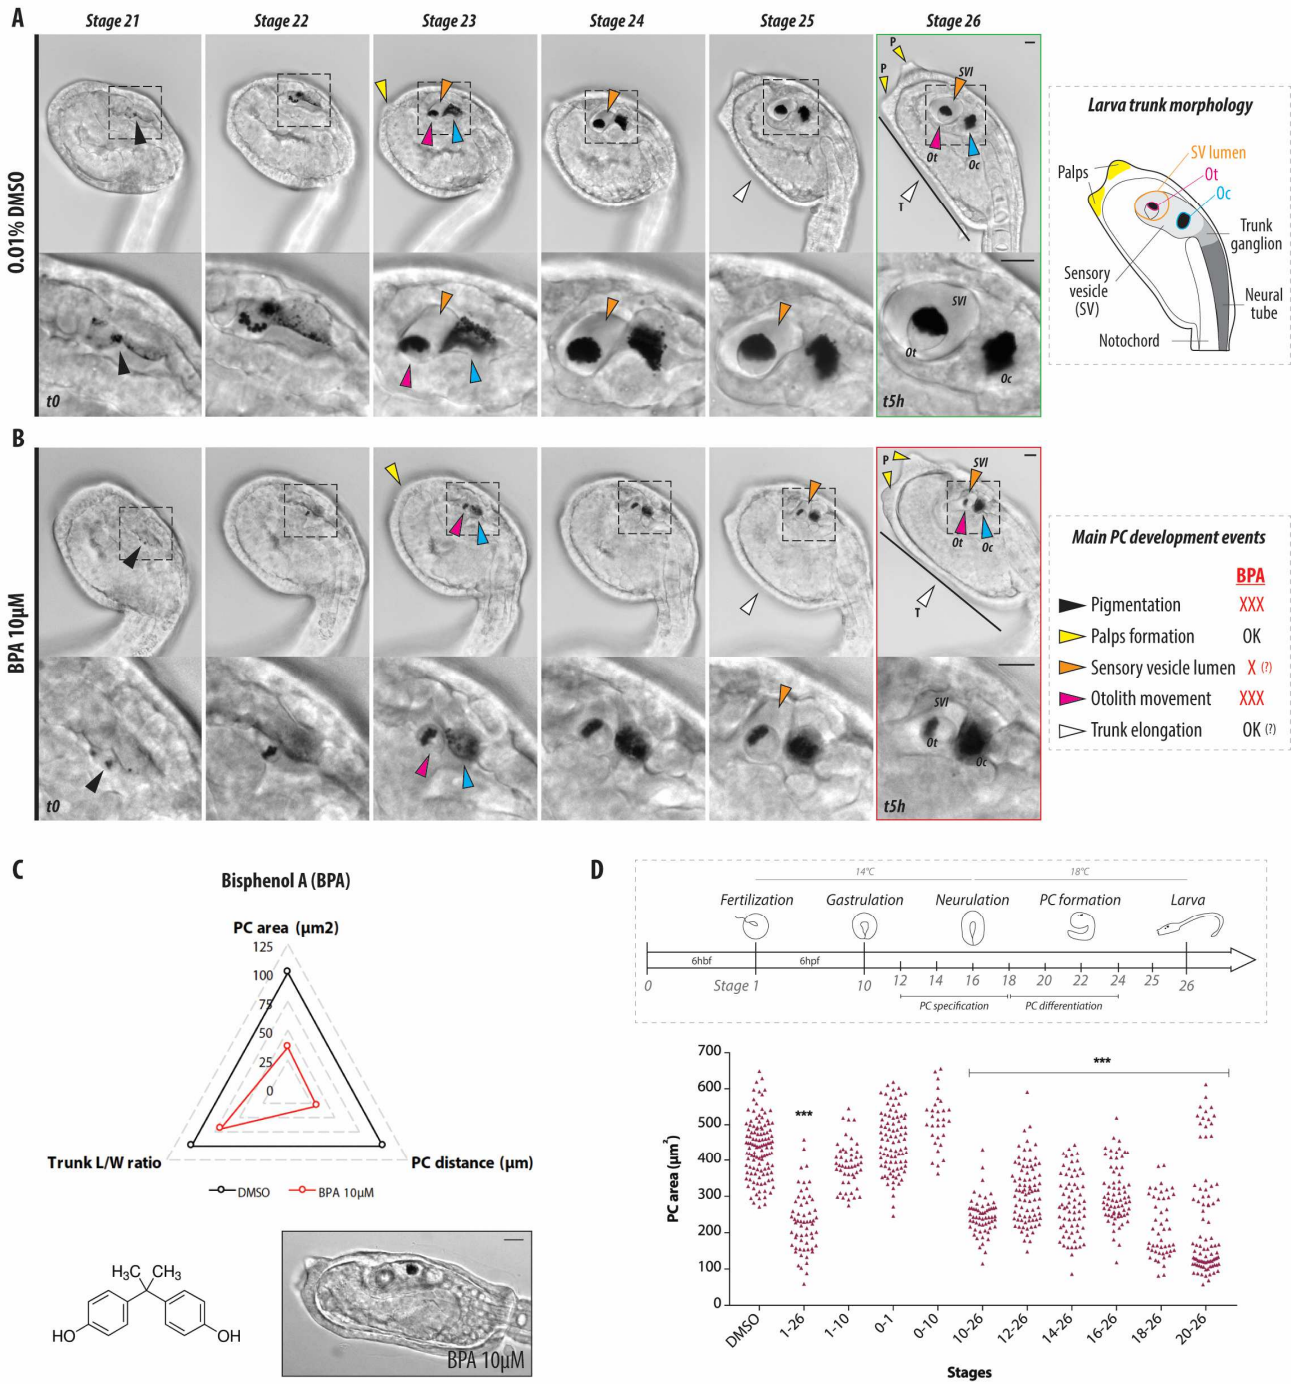 A
Stage 21 Stage 22 Stage 23 Stage 24 Stage 25 Stage 26
0.01% DMSO
P
P
SVl
Ot
Oc
T
t0
SVl
Ot
Oc
t5h
Larva trunk morphology
SV lumen
Ot
Oc
Palps
Trunk
ganglion
Sensory
vesicle
(SV)
Neural
tube
Notochord
B
BPA 10µM
P
SVl
Ot
Oc
T
t0
SVl
Ot
Oc
t5h
Main PC development events
BPA
Pigmentation XXX
Palps formation OK
Sensory vesicle lumen X (?)
Otolith movement XXX
Trunk elongation OK (?)
C
Bisphenol A (BPA)
PC area (µm2)
125
100
75
50
25
0
Trunk L/W ratio
PC distance (µm)
DMSO BPA 10µM
H3C CH3
HO OH
BPA 10µM
D
14°C 18°C
Fertilization Gastrulation Neurulation PC formation Larva
6hbf 6hpf
0 Stage 1 10 12 14 16 18 20 22 24 25 26
PC specification PC differentiation
PC area (µm2)
700
600
500
400
300
200
100
0
***
***
DMSO 1-26 1-10 0-1 0-10 10-26 12-26 14-26 16-26 18-26 20-26
Stages